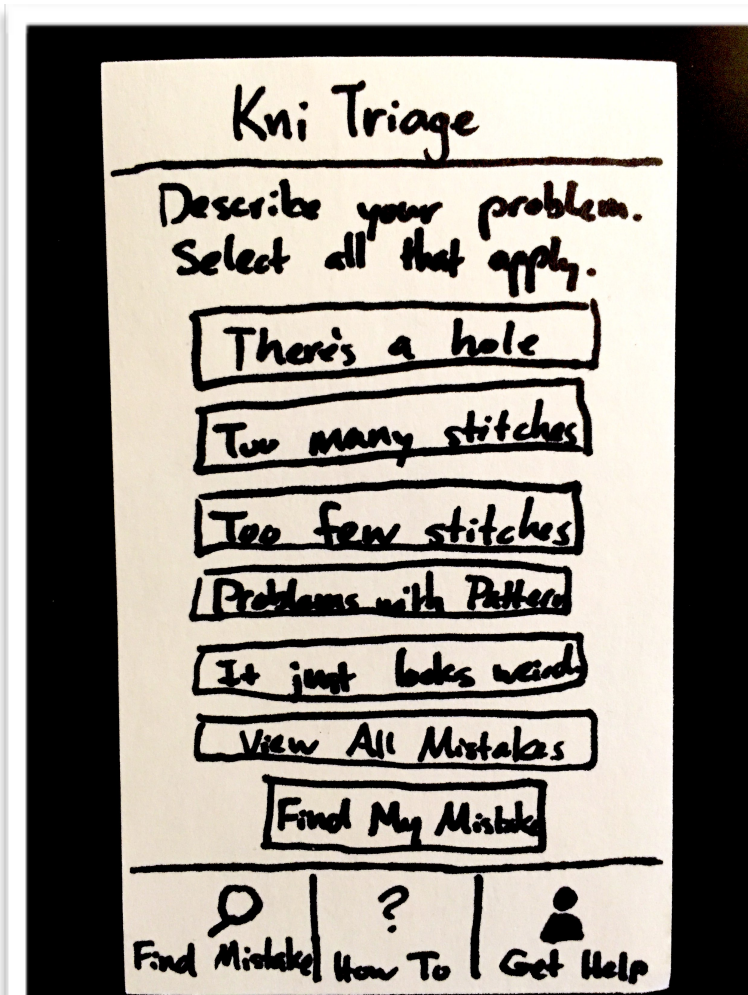 Kni Triage
Describe your problem.
Select all that apply.
There's a hole
Too many stitches
Too few stitches
Problems with Pattern
It just looks weird
View All Mistakes
Find My Mistake
?
Find Mistake How To Get Help